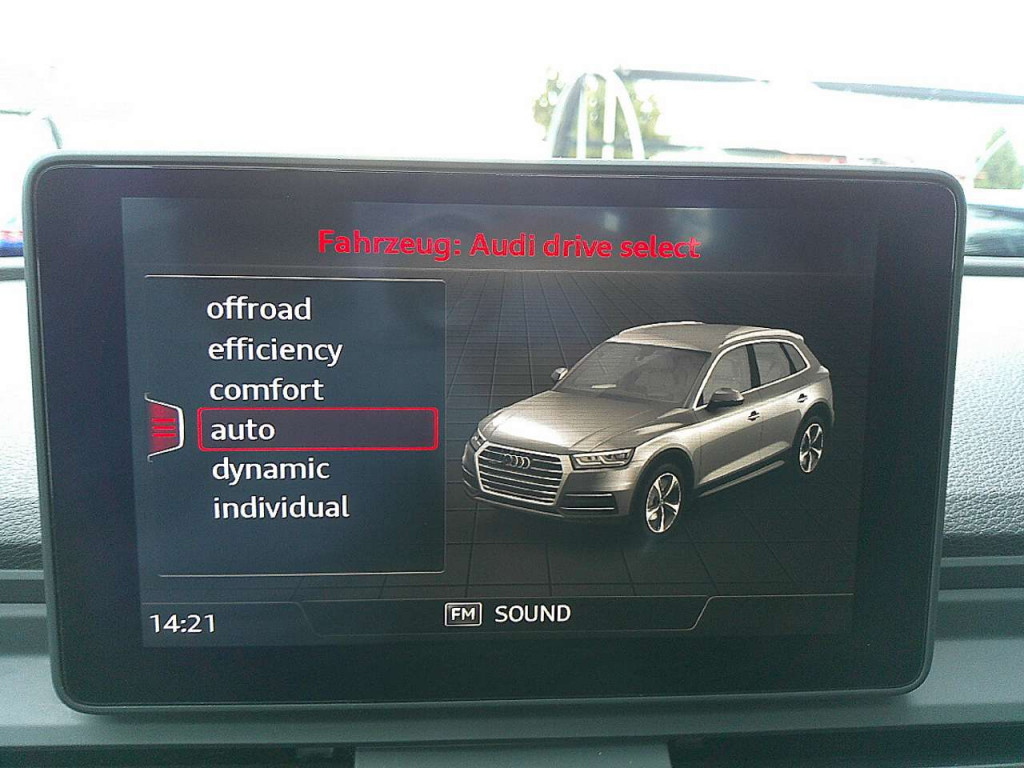 Fahrzeug: Audi drive select
offroad
efficiency
comfort
auto
dynamic
individual
14:21
FM SOUND